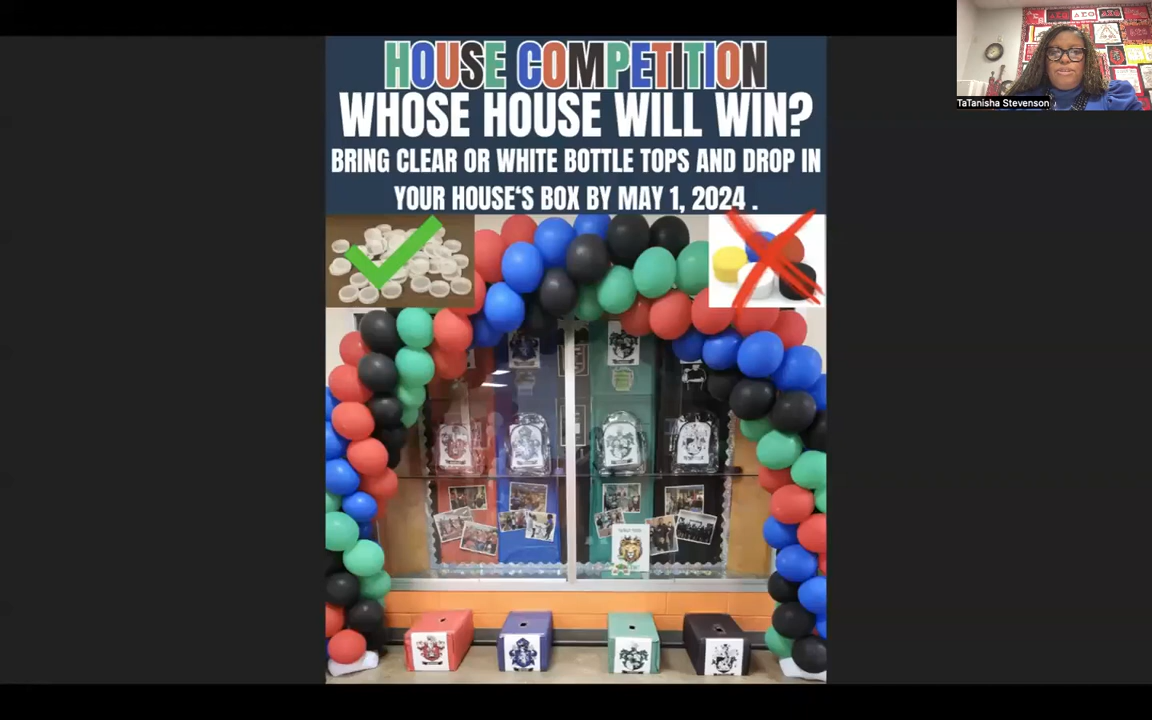 HOUSE COMPETITION
WHOSE HOUSE WILL WIN?
BRING CLEAR OR WHITE BOTTLE TOPS AND DROP IN
YOUR HOUSE'S BOX BY MAY 1, 2024 .
TaTanisha Stevenson